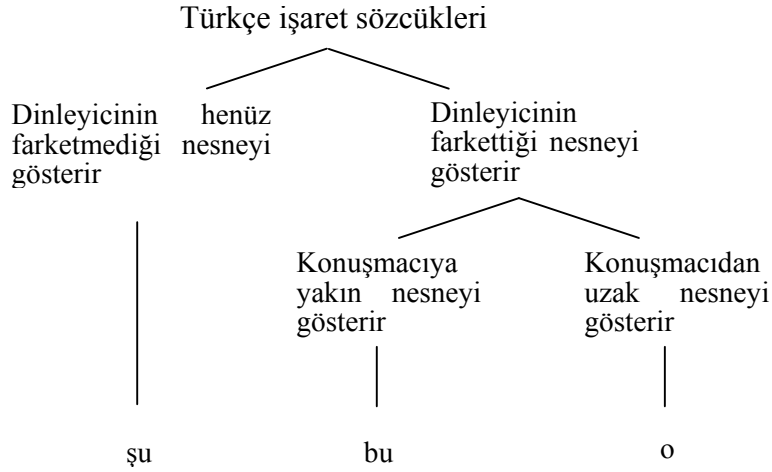 Türkçe işaret sözcükleri
Dinleyicinin henüz
farketmediği nesneyi
gösterir
Dinleyicinin
farkettiği nesneyi
gösterir
Konuşmacıya
yakın nesneyi
gösterir
Konuşmacıdan
uzak nesneyi
gösterir
şu
bu
o